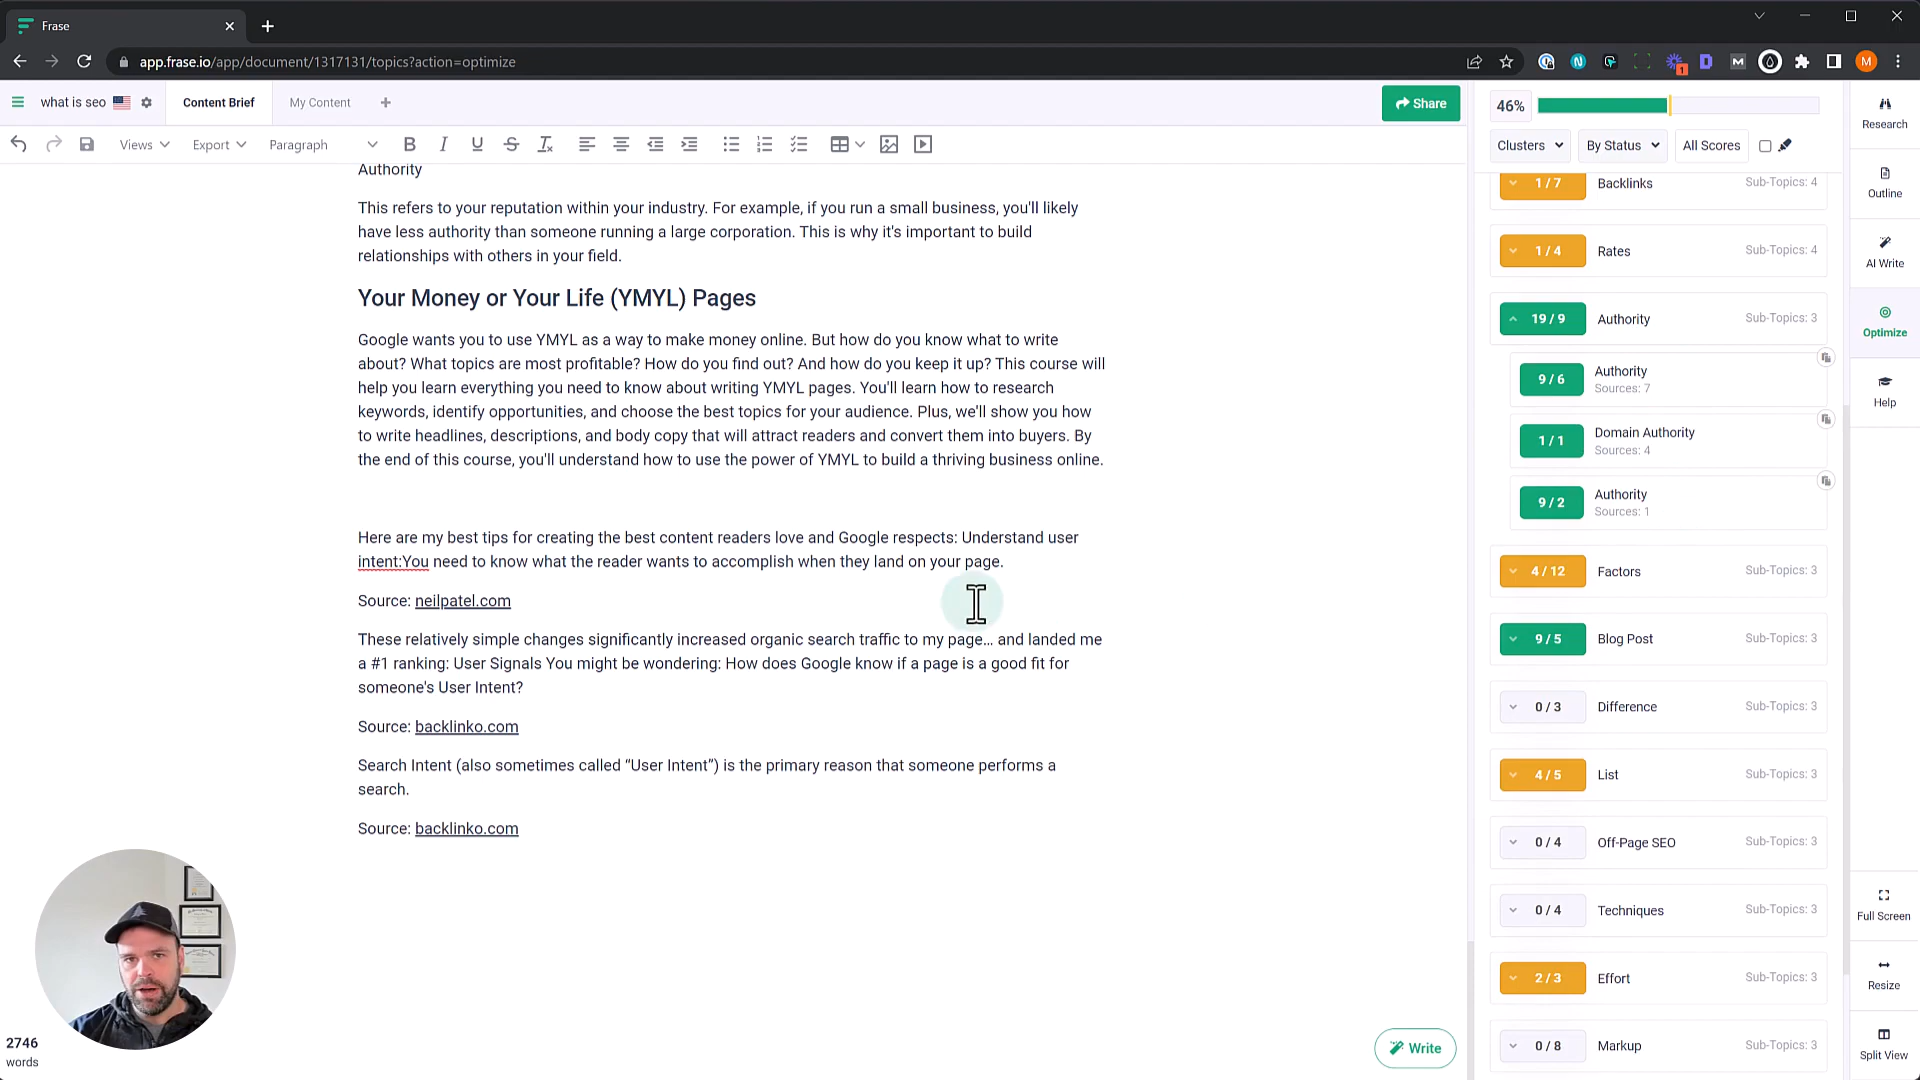 Frase
app.frase.io/app/document/1317131/topics?action=optimize
1
M
M
what is seo
Content Brief
My Content
Share
46%
Views
Export
Paragraph
B
I
U
S
Clusters
By Status
All Scores
Authority
This refers to your reputation within your industry. For example, if you run a small business, you'll likely
have less authority than someone running a large corporation. This is why it's important to build
relationships with others in your field.
Your Money or Your Life (YMYL) Pages
Google wants you to use YMYL as a way to make money online. But how do you know what to write
about? What topics are most profitable? How do you find out? And how do you keep it up? This course will
help you learn everything you need to know about writing YMYL pages. You'll learn how to research
keywords, identify opportunities, and choose the best topics for your audience. Plus, we'll show you how
to write headlines, descriptions, and body copy that will attract readers and convert them into buyers. By
the end of this course, you'll understand how to use the power of YMYL to build a thriving business online.
Here are my best tips for creating the best content readers love and Google respects: Understand user
intent:You need to know what the reader wants to accomplish when they land on your page.
Source: neilpatel.com
These relatively simple changes significantly increased organic search traffic to my page… and landed me
a #1 ranking: User Signals You might be wondering: How does Google know if a page is a good fit for
someone's User Intent?
Source: backlinko.com
Search Intent (also sometimes called “User Intent”) is the primary reason that someone performs a
search.
Source: backlinko.com
2746
words
Write
1 / 7 Backlinks Sub-Topics: 4
1 / 4 Rates Sub-Topics: 4
19 / 9 Authority Sub-Topics: 3
9 / 6 Authority
Sources: 7
1 / 1 Domain Authority
Sources: 4
9 / 2 Authority
Sources: 1
4 / 12 Factors Sub-Topics: 3
9 / 5 Blog Post Sub-Topics: 3
0 / 3 Difference Sub-Topics: 3
4 / 5 List Sub-Topics: 3
0 / 4 Off-Page SEO Sub-Topics: 3
0 / 4 Techniques Sub-Topics: 3
2 / 3 Effort Sub-Topics: 3
0 / 8 Markup Sub-Topics: 3
Research
Outline
AI Write
Optimize
Help
Full Screen
Resize
Split View